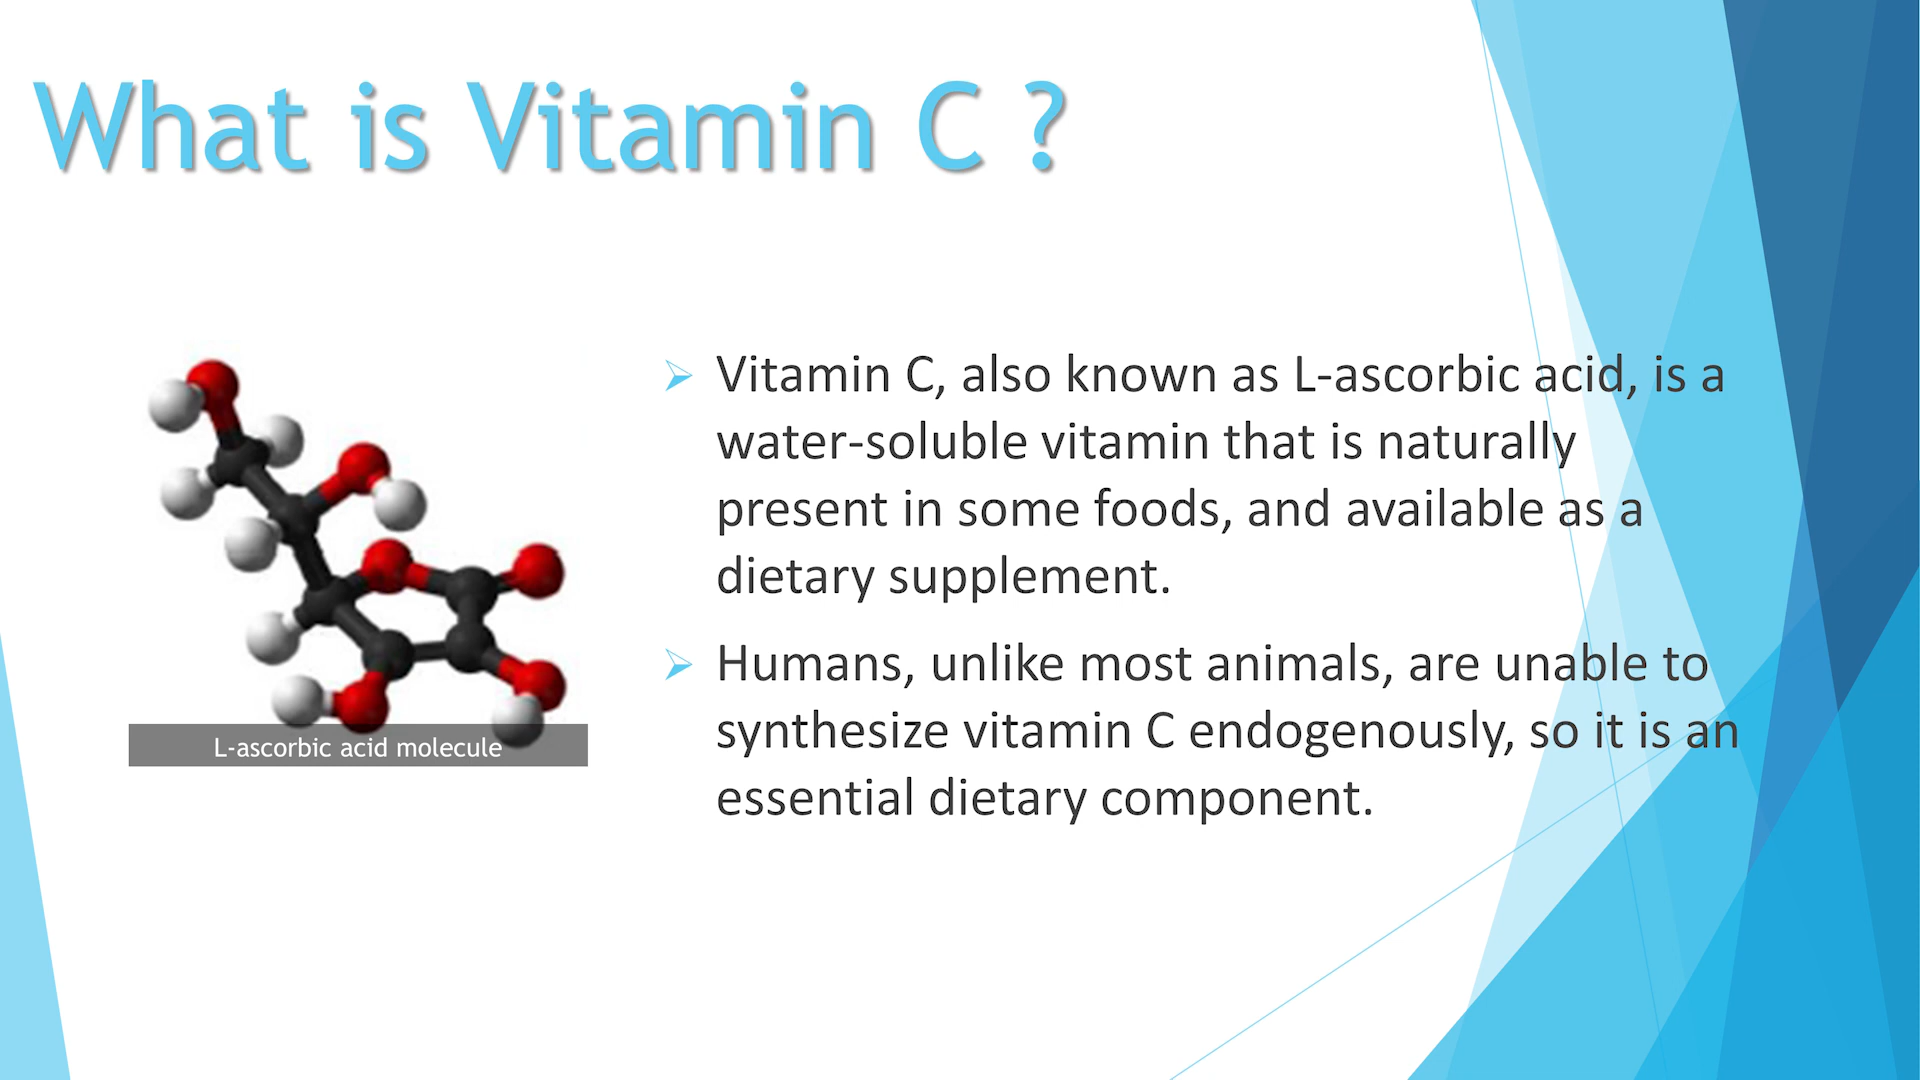 What is Vitamin C ?
Vitamin C, also known as L-ascorbic acid, is a
water-soluble vitamin that is naturally
present in some foods, and available as a
dietary supplement.
Humans, unlike most animals, are unable to
synthesize vitamin C endogenously, so it is an
essential dietary component.
L-ascorbic acid molecule